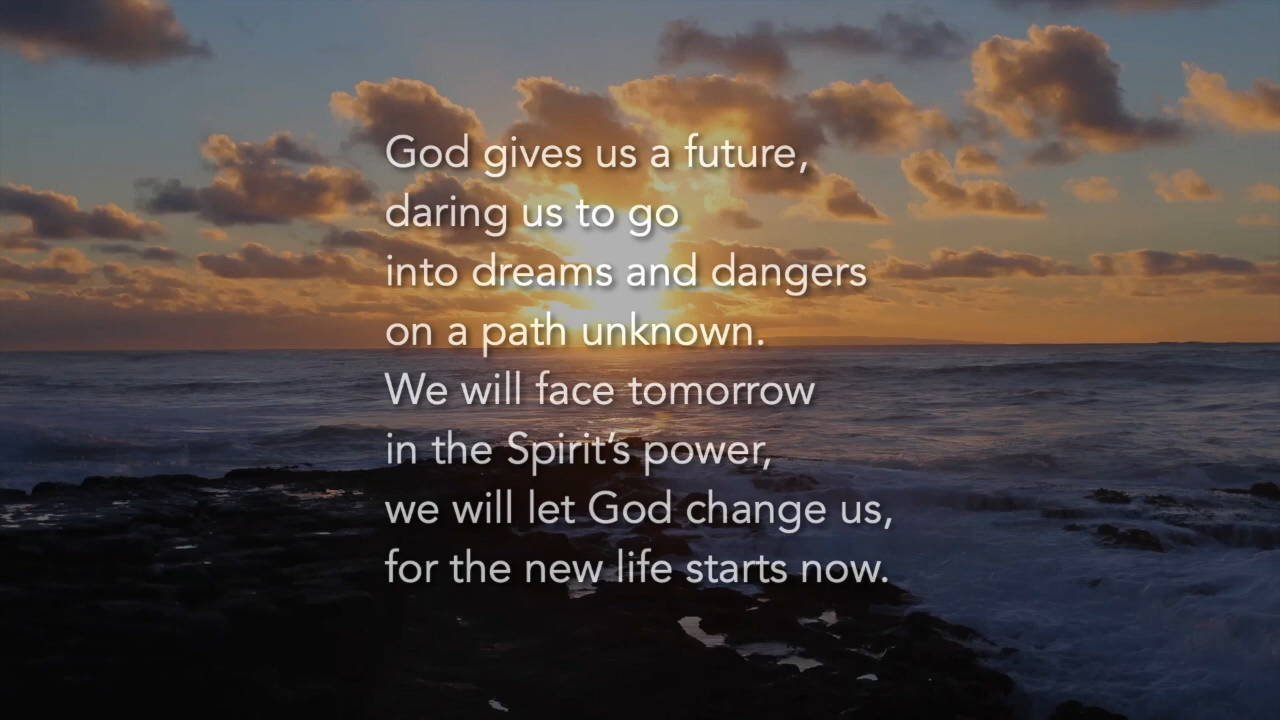 God gives us a future,
daring us to go
into dreams and dangers
on a path unknown.
We will face tomorrow
in the Spirit’s power,
we will let God change us,
for the new life starts now.